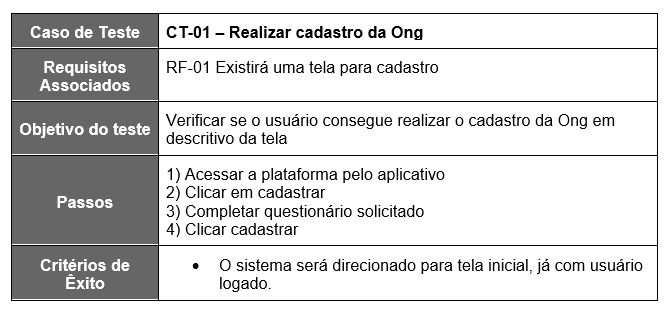 Caso de Teste
CT-01 – Realizar cadastro da Ong
Requisitos
Associados
RF-01 Existirá uma tela para cadastro
Objetivo do teste
Verificar se o usuário consegue realizar o cadastro da Ong em
descritivo da tela
Passos
1) Acessar a plataforma pelo aplicativo
2) Clicar em cadastrar
3) Completar questionário solicitado
4) Clicar cadastrar
Critérios de
Êxito
• O sistema será direcionado para tela inicial, já com usuário
logado.